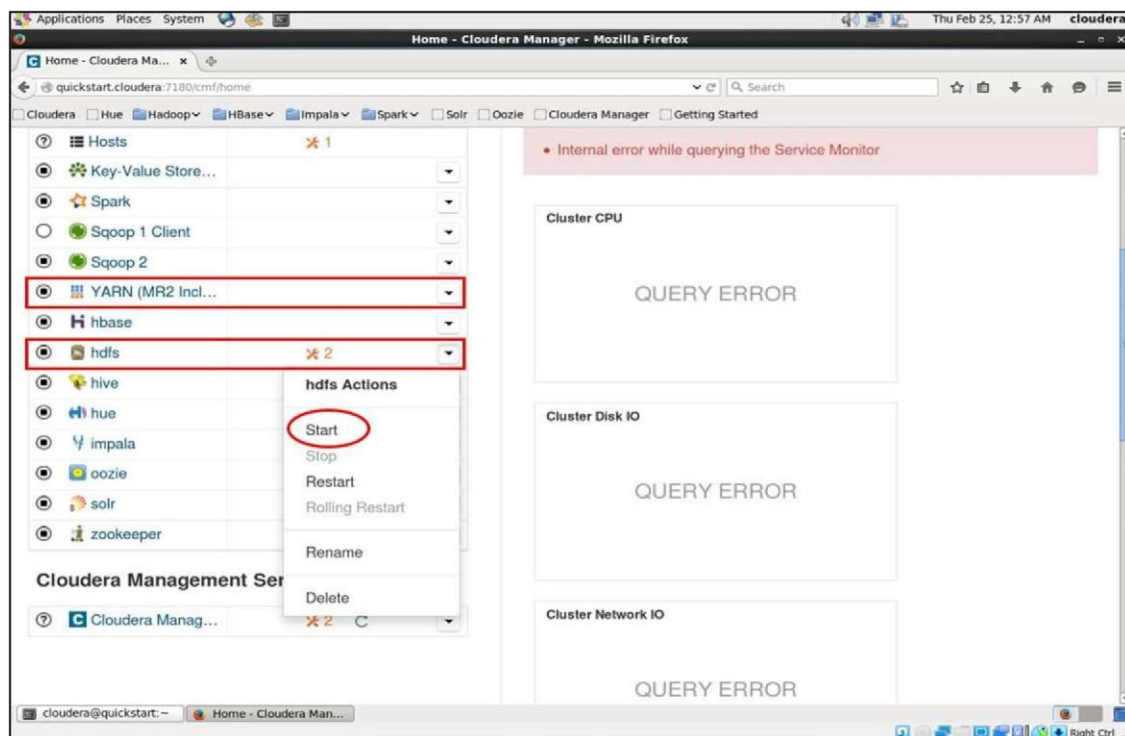 Applications Places System
Thu Feb 25, 12:57 AM cloudera
Home - Cloudera Manager - Mozilla Firefox
Home - Cloudera Ma...
quickstart.cloudera:7180/cmf/home
Search
Cloudera Hue Hadoop HBase Impala Spark Solr Oozie Cloudera Manager Getting Started
Hosts 1
Key-Value Store...
Spark
Sqoop 1 Client
Sqoop 2
YARN (MR2 Incl...
hbase
hdfs 2
hive
hue
impala
oozie
solr
zookeeper
hdfs Actions
Start
Stop
Restart
Rolling Restart
Rename
Delete
Cloudera Management Ser
Cloudera Manag... 2
• Internal error while querying the Service Monitor
Cluster CPU
QUERY ERROR
Cluster Disk IO
QUERY ERROR
Cluster Network IO
QUERY ERROR
cloudera@quickstart:~
Home - Cloudera Man...
Right Ctrl